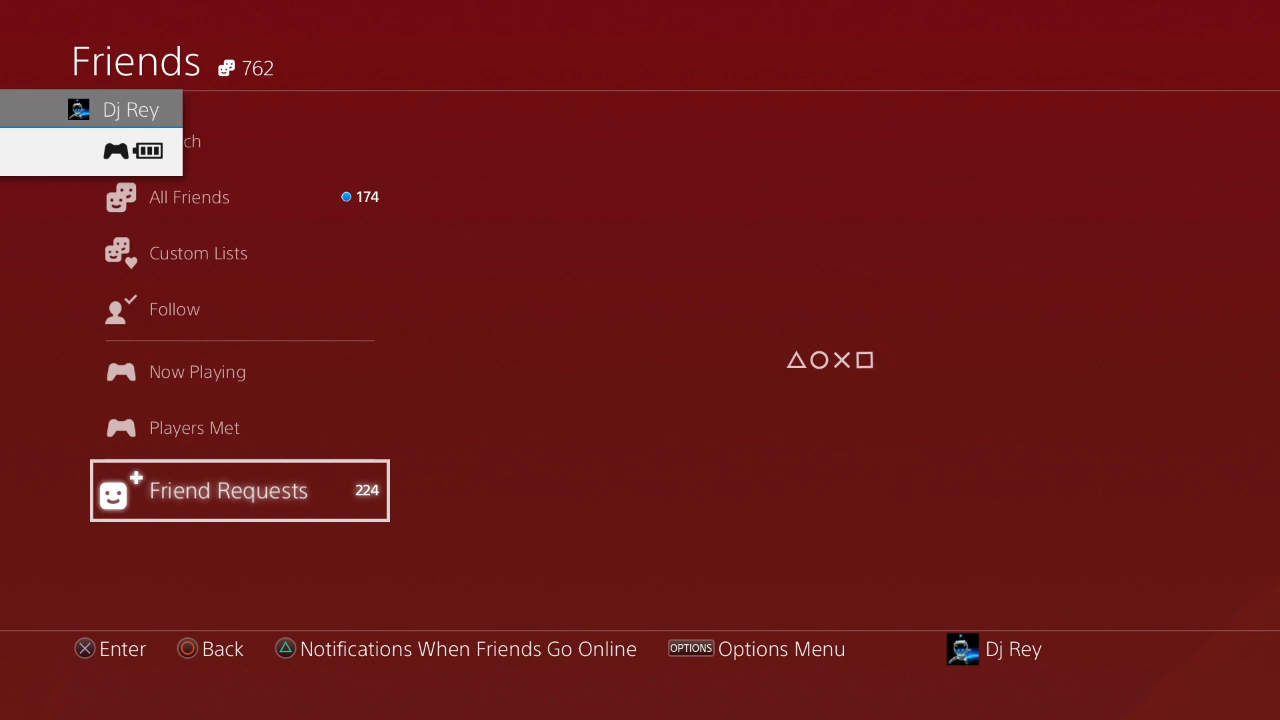 Friends 762
Dj Rey
ch
All Friends 174
Custom Lists
Follow
Now Playing
Players Met
Friend Requests 224
Enter Back Notifications When Friends Go Online OPTIONS Options Menu Dj Rey